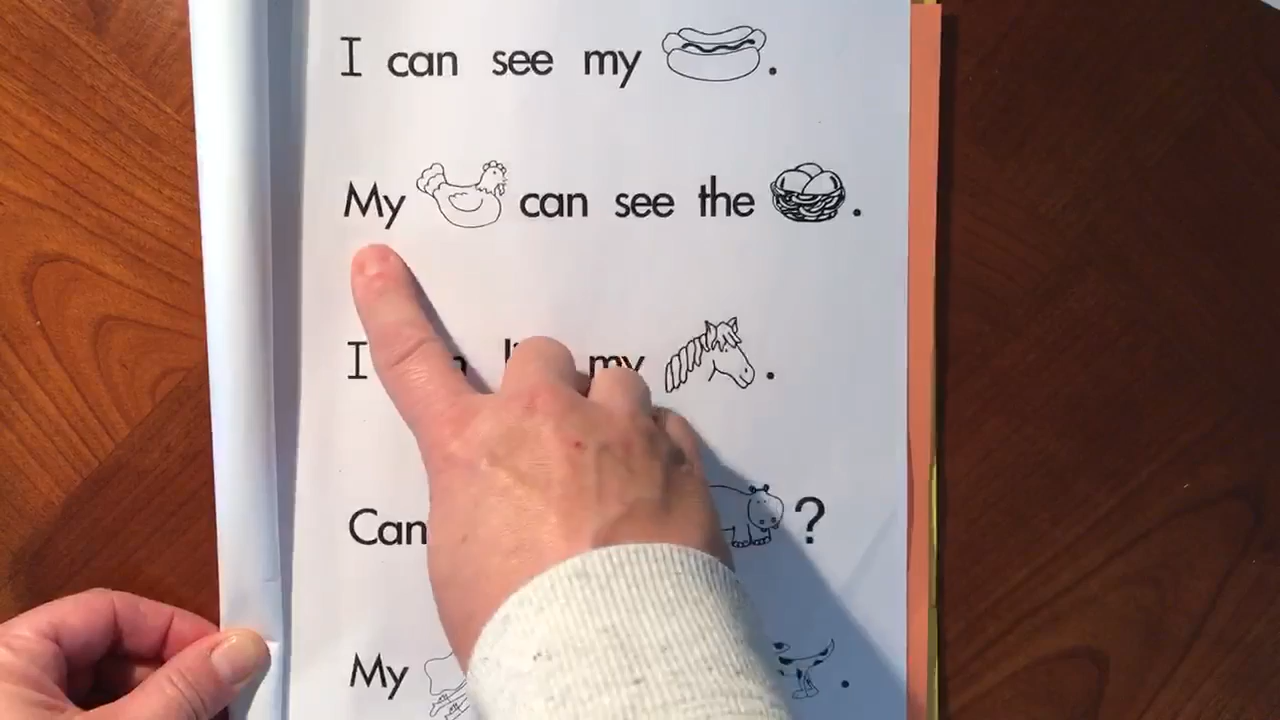 I can see my .
My can see the .
I my .
Can ?
My .